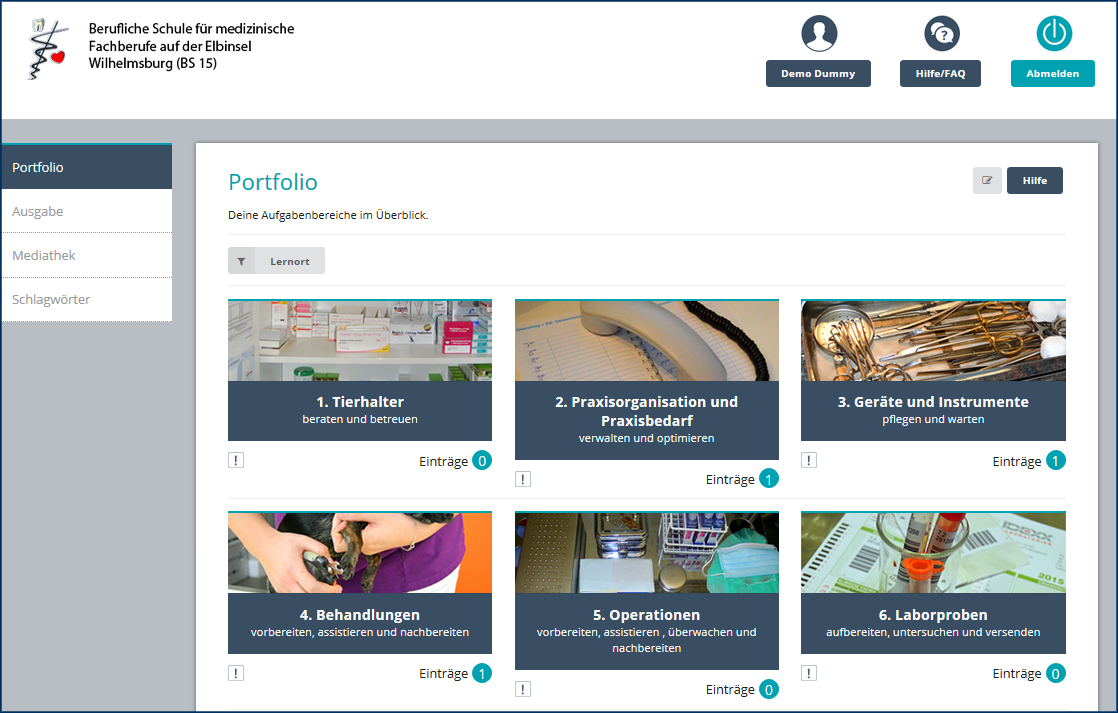 Berufliche Schule für medizinische
Fachberufe auf der Elbinsel
Wilhelmsburg (BS 15)
Demo Dummy
Hilfe/FAQ
Abmelden
Portfolio
Ausgabe
Mediathek
Schlagwörter
Portfolio
Hilfe
Deine Aufgabenbereiche im Überblick.
Lernort
1. Tierhalter
beraten und betreuen
! Einträge 0
2. Praxisorganisation und
Praxisbedarf
verwalten und optimieren
! Einträge 1
3. Geräte und Instrumente
pflegen und warten
! Einträge 1
4. Behandlungen
vorbereiten, assistieren und nachbereiten
! Einträge 1
5. Operationen
vorbereiten, assistieren , überwachen und
nachbereiten
! Einträge 0
IDEXX
2015
6. Laborproben
aufbereiten, untersuchen und versenden
! Einträge 0